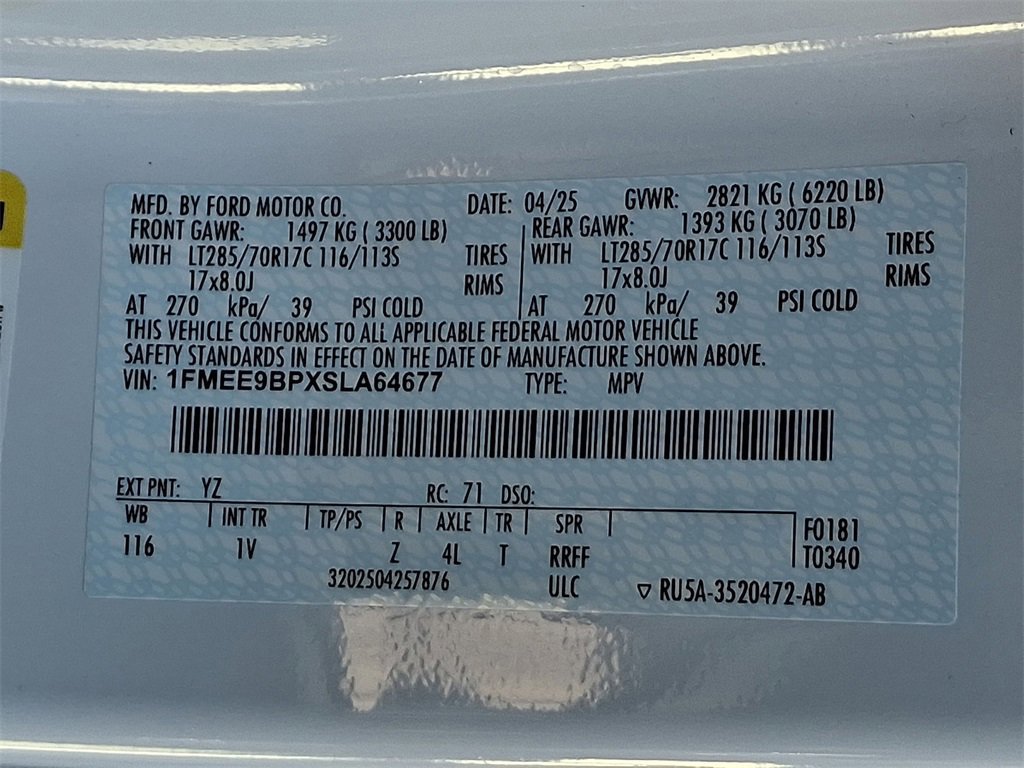 MFD. BY FORD MOTOR CO. DATE: 04/25 GVWR: 2821 KG ( 6220 LB)
FRONT GAWR: 1497 KG ( 3300 LB) REAR GAWR: 1393 KG ( 3070 LB)
WITH LT285/70R17C 116/113S TIRES WITH LT285/70R17C 116/113S TIRES
17x8.0J RIMS 17x8.0J RIMS
AT 270 kPa/ 39 PSI COLD AT 270 kPa/ 39 PSI COLD
THIS VEHICLE CONFORMS TO ALL APPLICABLE FEDERAL MOTOR VEHICLE
SAFETY STANDARDS IN EFFECT ON THE DATE OF MANUFACTURE SHOWN ABOVE.
VIN: 1FMEE9BPXSLA64677 TYPE: MPV
EXT PNT: YZ RC: 71 DSO:
WB INT TR TP/PS R AXLE TR SPR F0181
116 1V Z 4L T RRFF T0340
3202504257876 ULC ▽ RU5A-3520472-AB